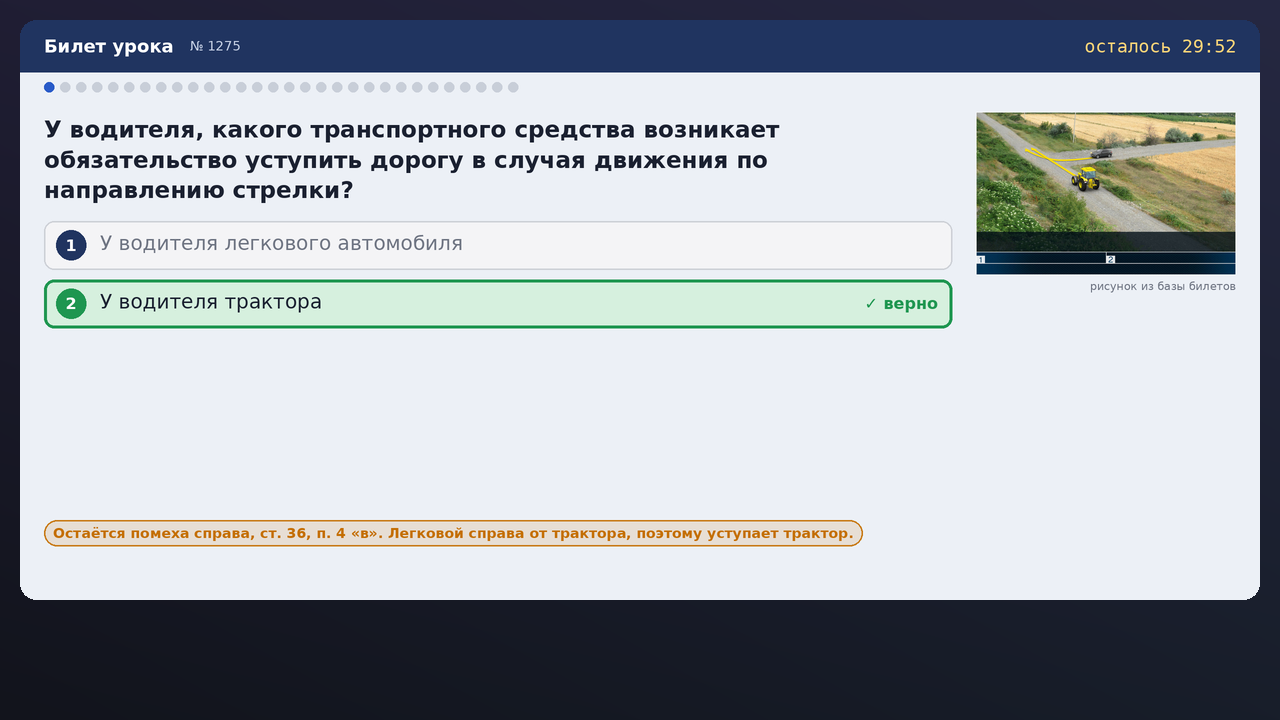 Билет урока № 1275 осталось 29:52
У водителя, какого транспортного средства возникает
обязательство уступить дорогу в случая движения по
направлению стрелки?
1 У водителя легкового автомобиля
2 У водителя трактора ✓ верно
1 2
рисунок из базы билетов
Остаётся помеха справа, ст. 36, п. 4 «в». Легковой справа от трактора, поэтому уступает трактор.